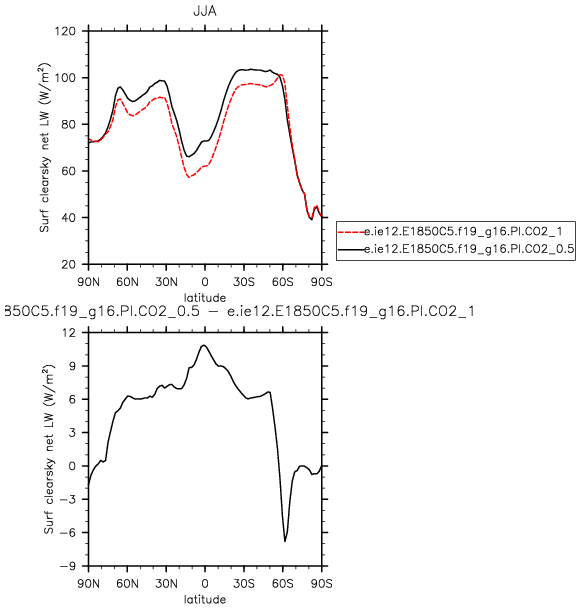 JJA
Surf clearsky net LW (W/m²)
120
100
80
60
40
20
90N 60N 30N 0 30S 60S 90S
latitude
e.ie12.E1850C5.f19_g16.PI.CO2_1
e.ie12.E1850C5.f19_g16.PI.CO2_0.5
850C5.f19_g16.PI.CO2_0.5 − e.ie12.E1850C5.f19_g16.PI.CO2_1
Surf clearsky net LW (W/m²)
12
9
6
3
0
−3
−6
−9
90N 60N 30N 0 30S 60S 90S
latitude